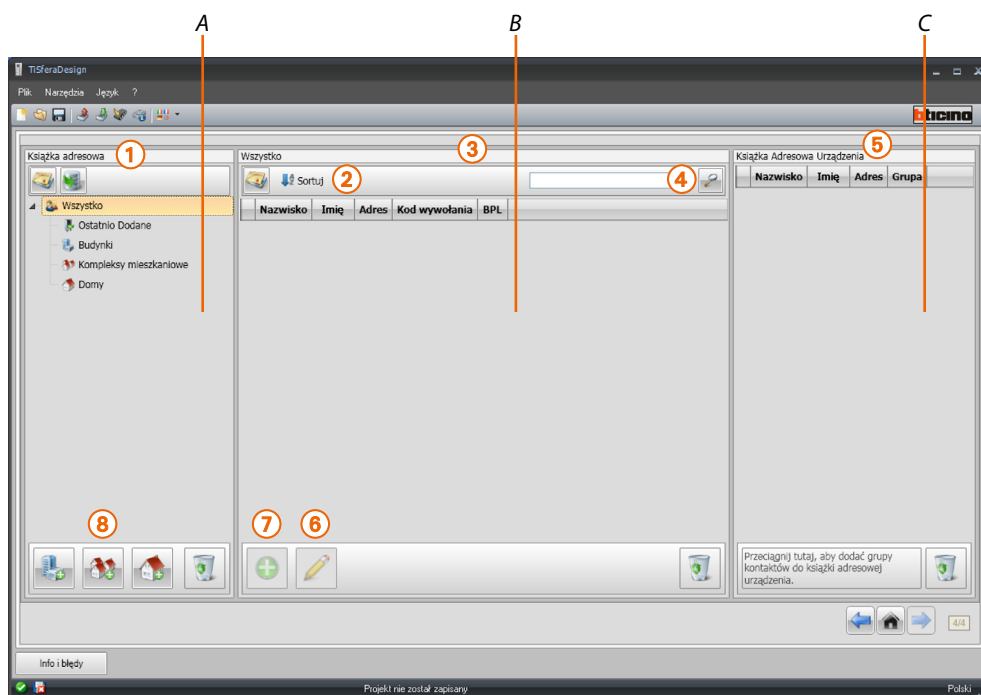 A B C
TiSferaDesign
Plik Narzędzia Język ?
bticino
Książka adresowa 1
Wszystko
Ostatnio Dodane
Budynki
Kompleksy mieszkaniowe
Domy
8
Wszystko 3
Sortuj 2 4
Nazwisko Imię Adres Kod wywołania BPL
7 6
Książka Adresowa Urządzenia 5
Nazwisko Imię Adres Grupa
Przeciągnij tutaj, aby dodać grupy
kontaktów do książki adresowej
urządzenia.
4/4
Info i błędy
Projekt nie został zapisany Polski